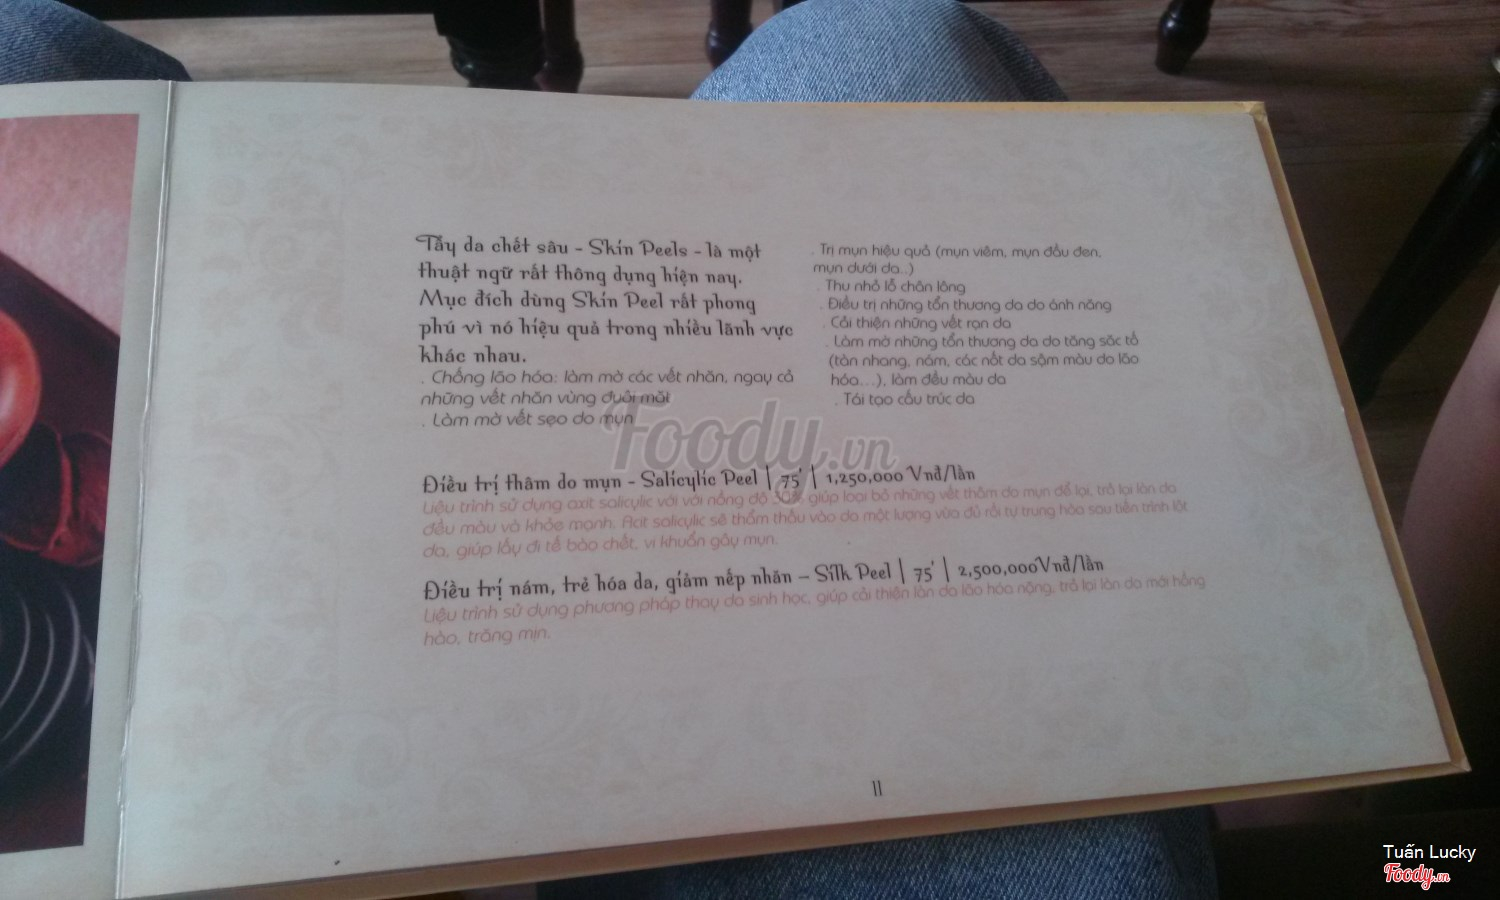 Tẩy da chết sâu - Skin Peels - là một
thuật ngữ rất thông dụng hiện nay.
Mục đích dùng Skin Peel rất phong
phú vì nó hiệu quả trong nhiều lãnh vực
khác nhau.
. Chống lão hóa: làm mờ các vết nhăn, ngay cả
những vết nhăn vùng đuôi mắt
. Làm mờ vết sẹo do mụn
. Trị mụn hiệu quả (mụn viêm, mụn đầu đen,
mụn dưới da..)
. Thu nhỏ lỗ chân lông
. Điều trị những tổn thương da do ánh nắng
. Cải thiện những vết rạn da
. Làm mờ những tổn thương da do tăng sắc tố
(tàn nhang, nám, các nốt da sậm màu do lão
hóa...), làm đều màu da
. Tái tạo cấu trúc da
Foody.vn
Điều trị thâm do mụn - Salicylic Peel | 75' | 1,250,000 Vnđ/lần
Liệu trình sử dụng axit salicylic với với nồng độ 30% giúp loại bỏ những vết thâm do mụn để lại, trả lại làn da
đều màu và khỏe mạnh. Axit salicylic sẽ thẩm thấu vào da một lượng vừa đủ rồi tự trung hòa sau tiến trình lột
da, giúp lấy đi tế bào chết, vi khuẩn gây mụn.
Điều trị nám, trẻ hóa da, giảm nếp nhăn – Silk Peel | 75' | 2,500,000Vnđ/lần
Liệu trình sử dụng phương pháp thay da sinh học, giúp cải thiện làn da lão hóa nặng, trả lại làn da mới hồng
hào, trắng mịn.
11
Tuấn Lucky
Foody.vn